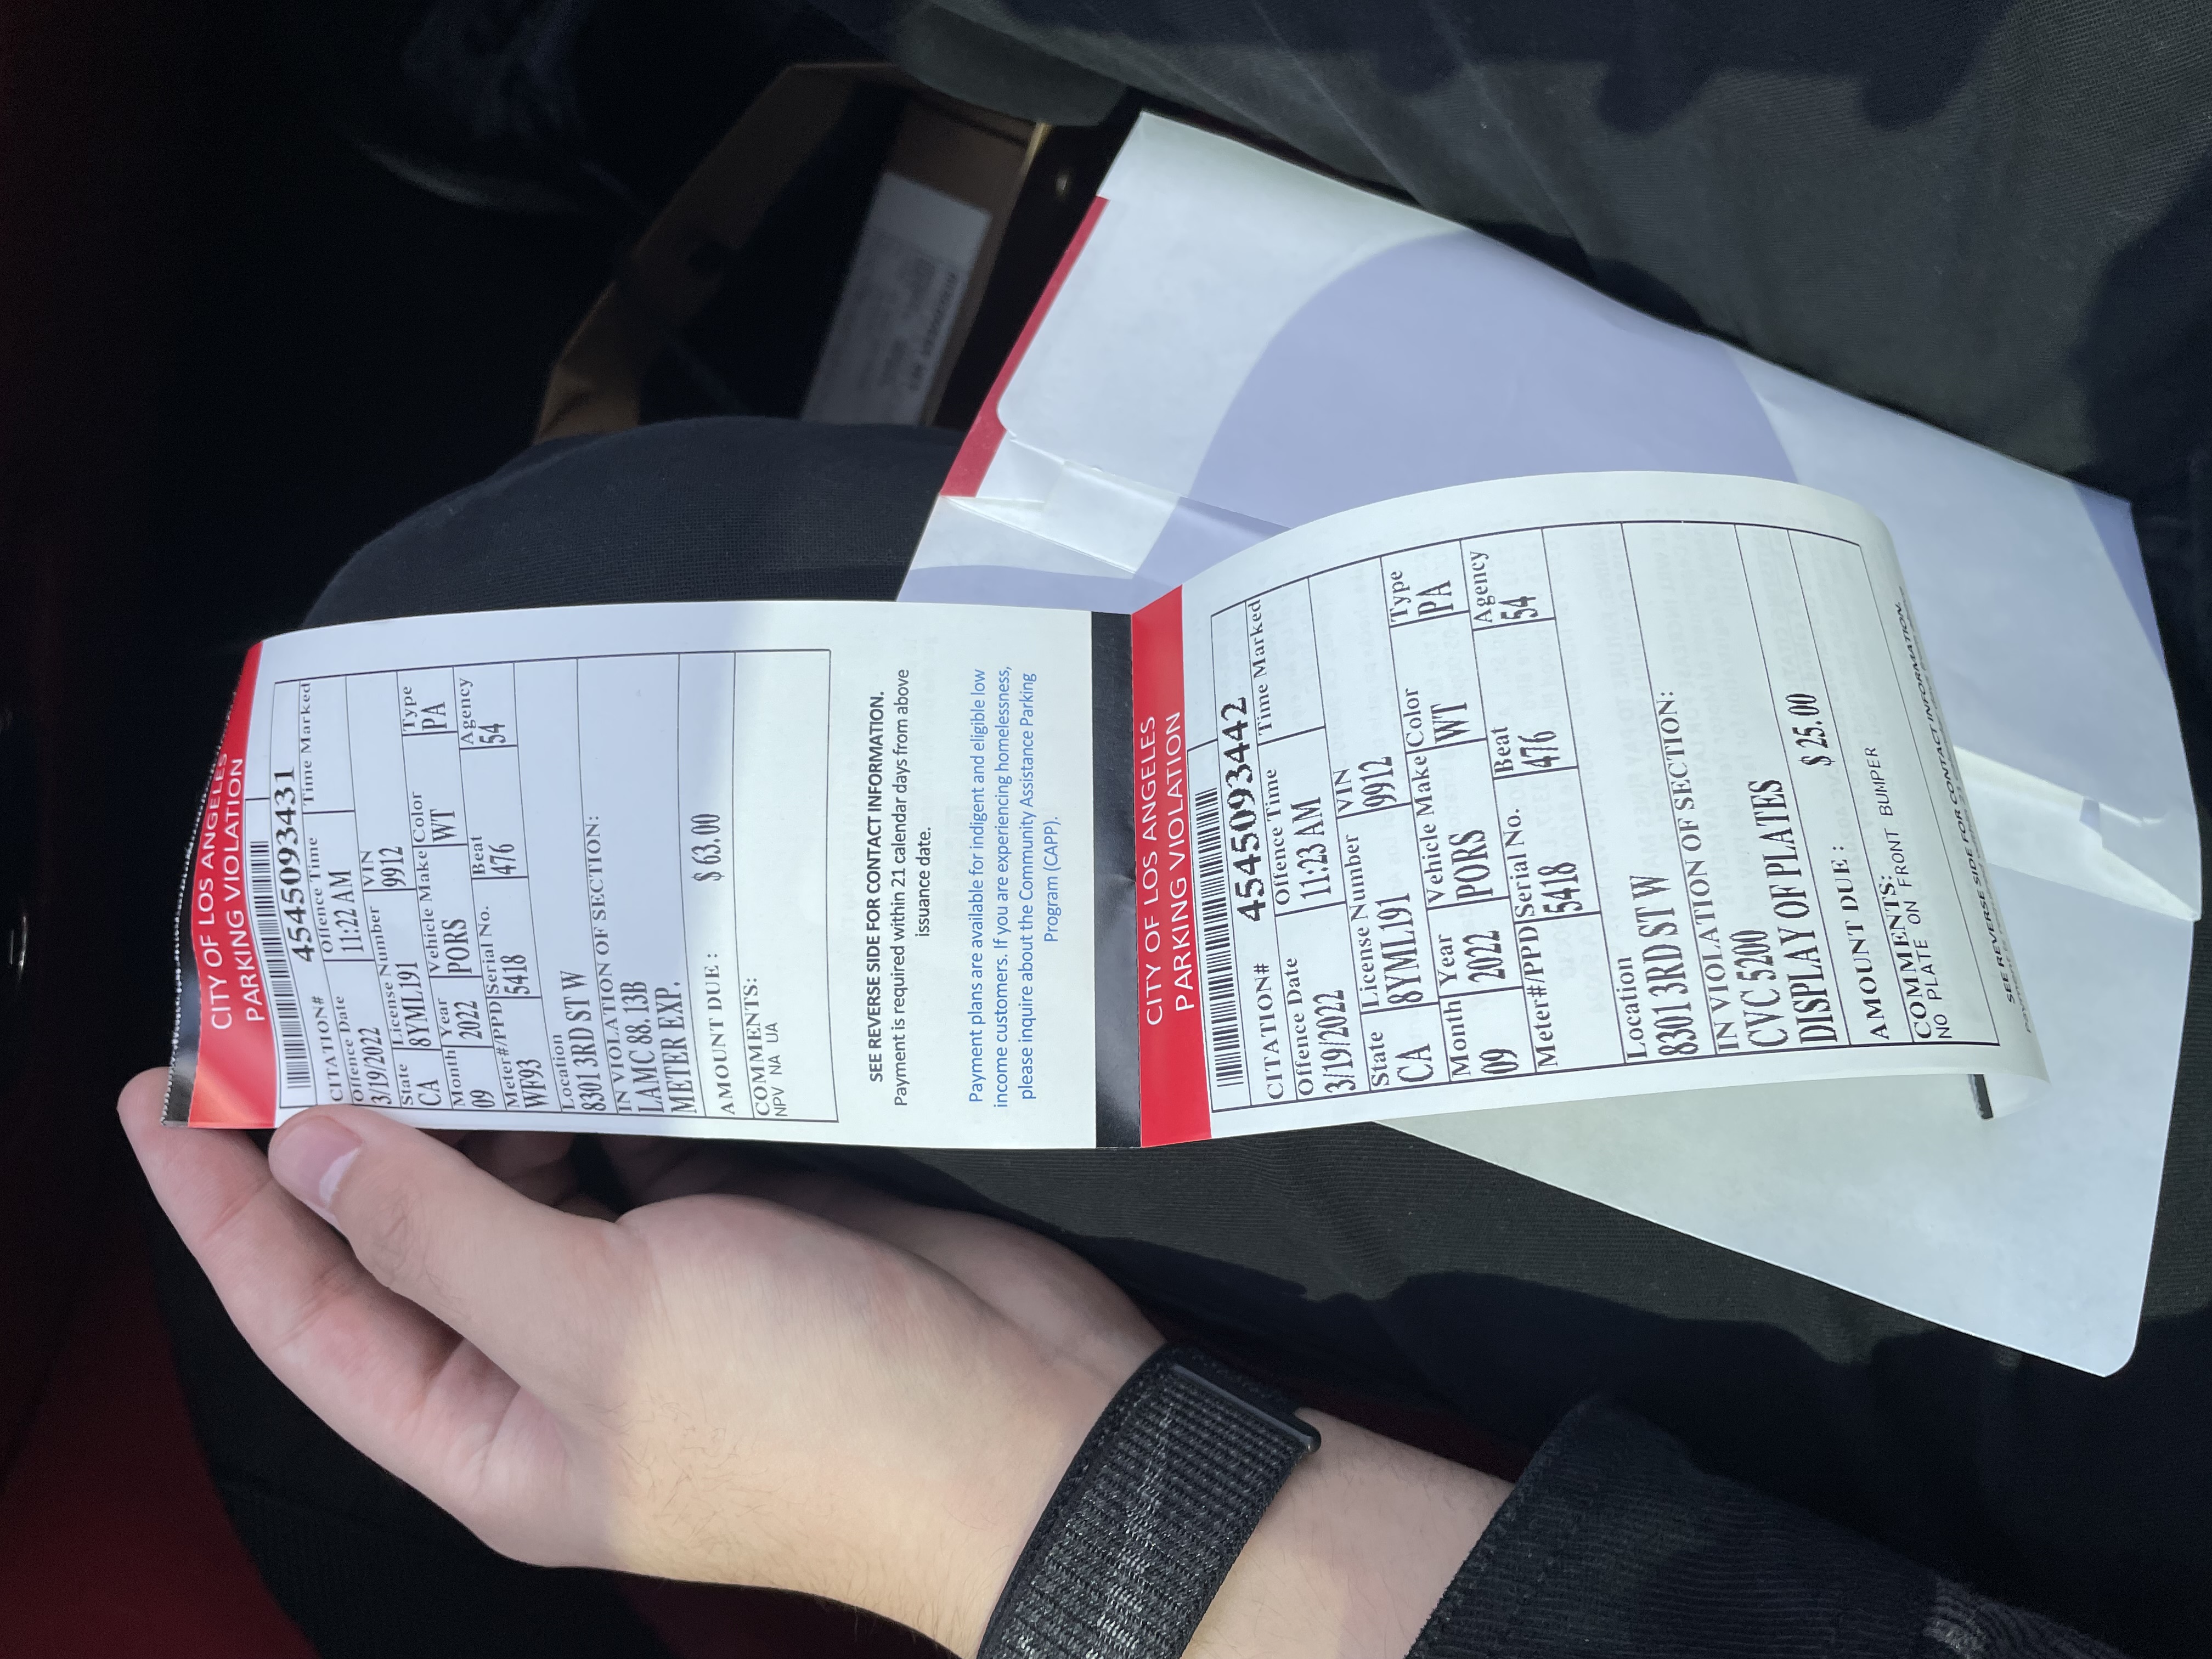 CITY OF LOS ANGELES
PARKING VIOLATION
CITATION# 4545093431
Offence Date Offence Time Time Marked
3/19/2022 11:22 AM
State License Number VIN
CA 8YML191 9912
Month Year Vehicle Make Color Type
09 2022 PORS WT PA
Meter#/PPD Serial No. Beat Agency
WF93 5418 476 54
Location
8301 3RD ST W
IN VIOLATION OF SECTION:
LAMC 88.13B
METER EXP.
AMOUNT DUE : $ 63.00
COMMENTS:
NPV NA UA
SEE REVERSE SIDE FOR CONTACT INFORMATION.
Payment is required within 21 calendar days from above
issuance date.
Payment plans are available for indigent and eligible low
income customers. If you are experiencing homelessness,
please inquire about the Community Assistance Parking
Program (CAPP).
CITY OF LOS ANGELES
PARKING VIOLATION
CITATION# 4545093442
Offence Date Offence Time Time Marked
3/19/2022 11:23 AM
State License Number VIN
CA 8YML191 9912
Month Year Vehicle Make Color Type
09 2022 PORS WT PA
Meter#/PPD Serial No. Beat Agency
5418 476 54
Location
8301 3RD ST W
IN VIOLATION OF SECTION:
CVC 5200
DISPLAY OF PLATES
AMOUNT DUE : $ 25.00
COMMENTS:
NO PLATE ON FRONT BUMPER
SEE REVERSE SIDE FOR CONTACT INFORMATION.
Payment is required within 21 calendar days from above